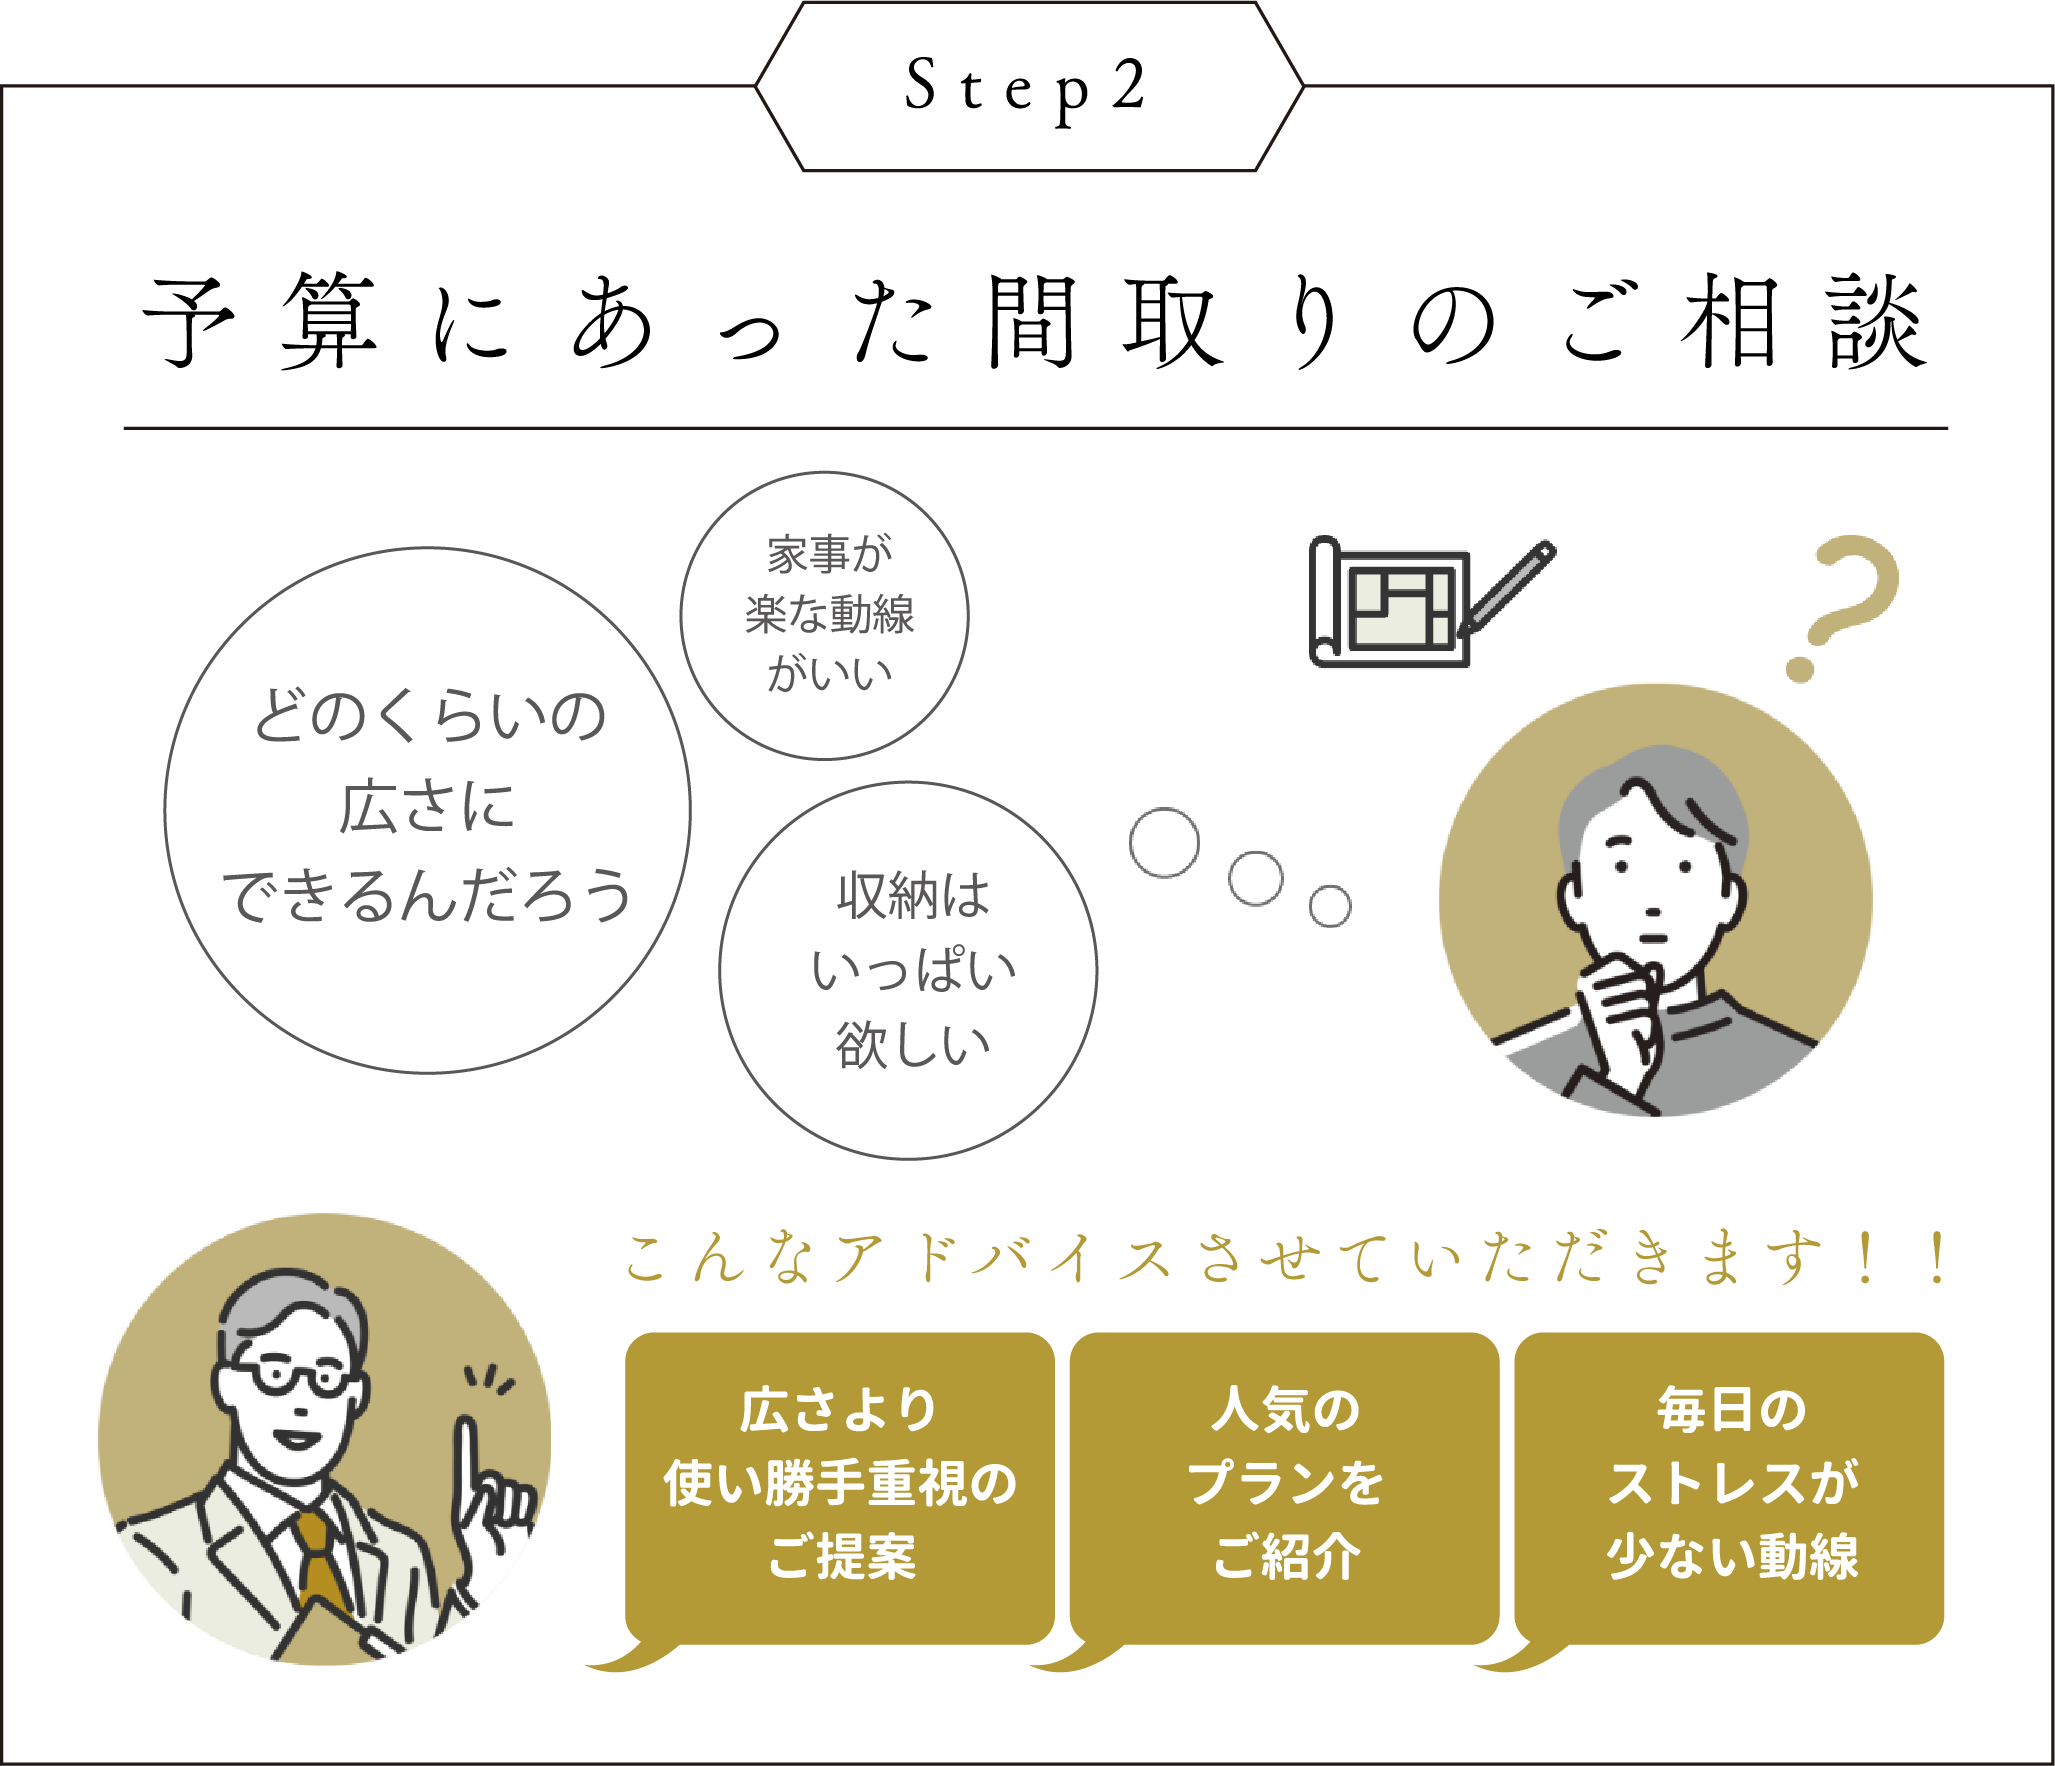 Step2
予算にあった間取りのご相談
家事が
楽な動線
がいい
どのくらいの
広さに
できるんだろう
収納は
いっぱい
欲しい
?
こんなアドバイスさせていただきます！！
広さより
使い勝手重視の
ご提案
人気の
プランを
ご紹介
毎日の
ストレスが
少ない動線